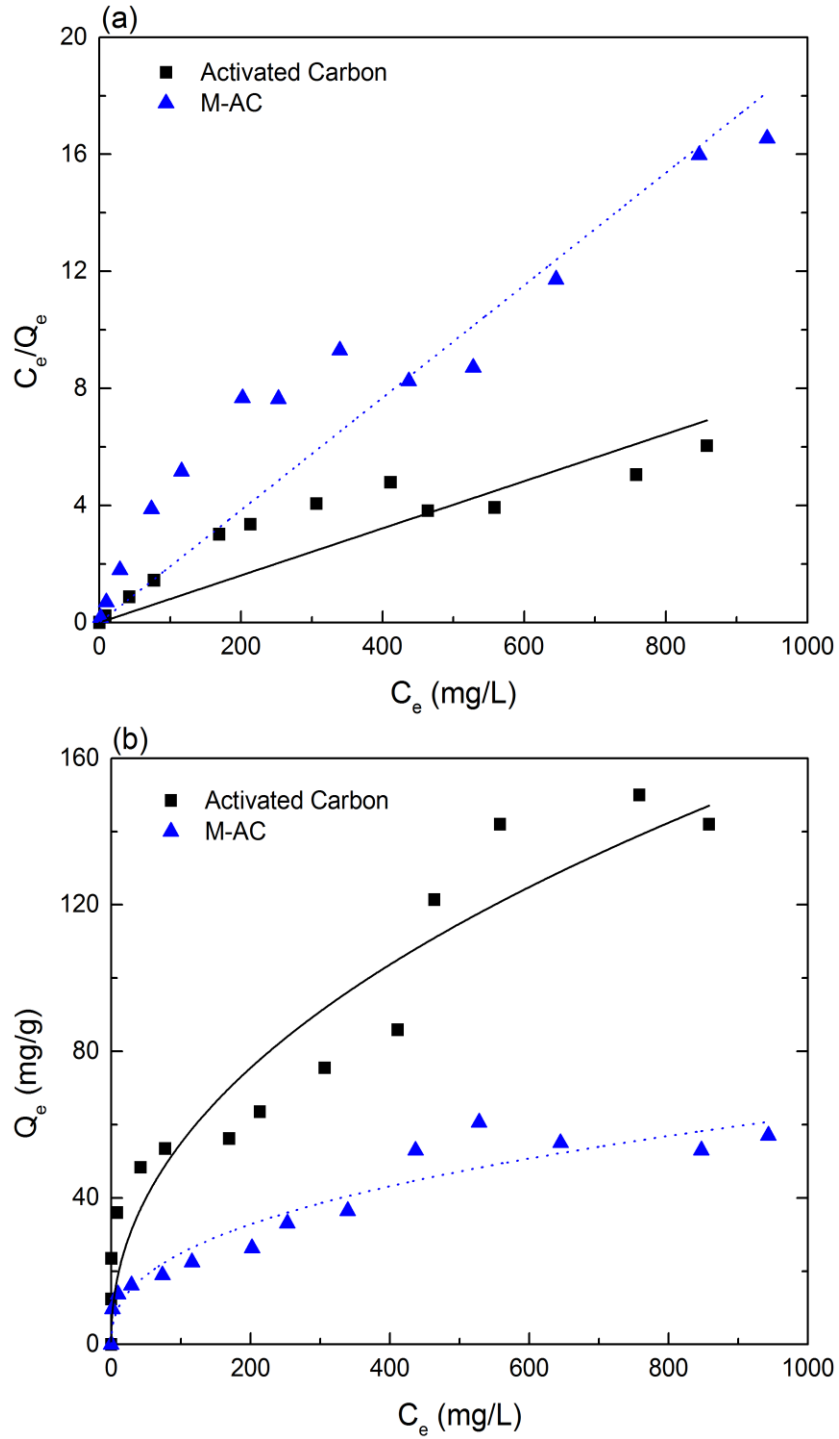 (a)
20
16
12
8
4
0
Activated Carbon
M-AC
Cₑ/Qₑ
0 200 400 600 800 1000
Cₑ (mg/L)
(b)
160
120
80
40
0
Activated Carbon
M-AC
Qₑ (mg/g)
0 200 400 600 800 1000
Cₑ (mg/L)